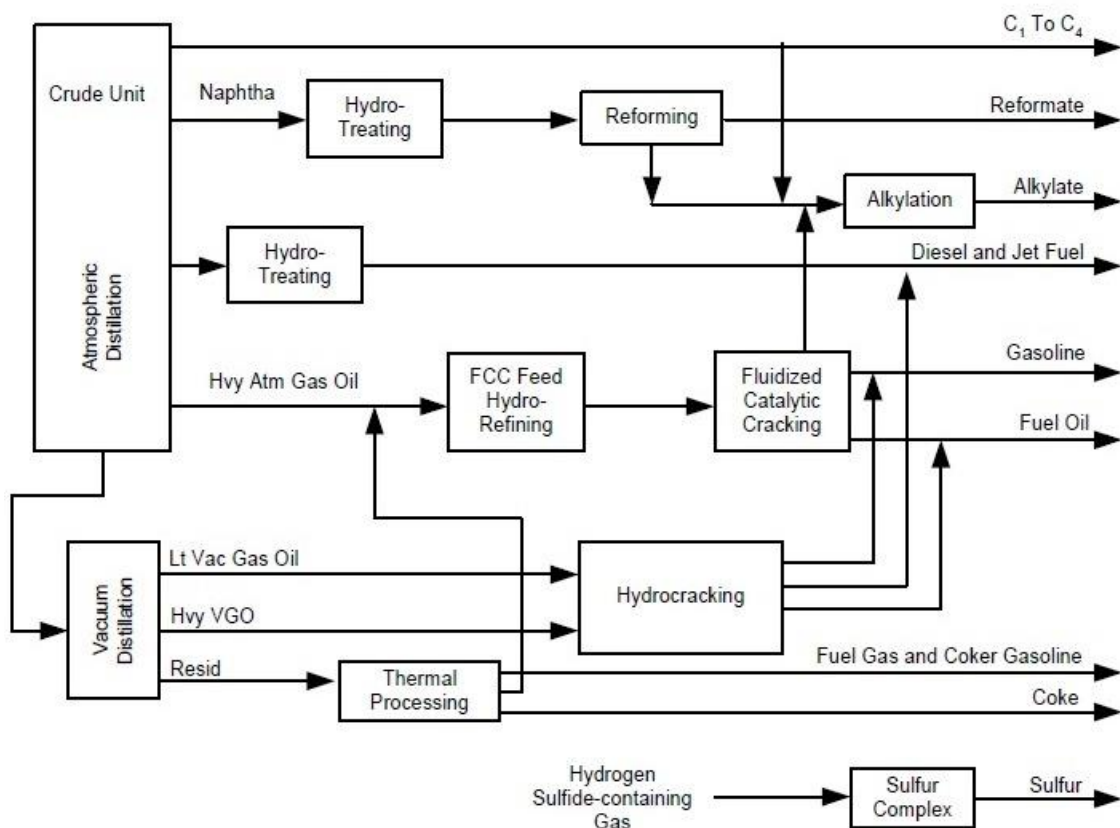 C1 To C4
Crude Unit
Naphtha
Hydro-
Treating
Reforming
Reformate
Alkylation
Alkylate
Atmospheric
Distillation
Hydro-
Treating
Diesel and Jet Fuel
Hvy Atm Gas Oil
FCC Feed
Hydro-
Refining
Fluidized
Catalytic
Cracking
Gasoline
Fuel Oil
Vacuum
Distillation
Lt Vac Gas Oil
Hvy VGO
Resid
Hydrocracking
Thermal
Processing
Fuel Gas and Coker Gasoline
Coke
Hydrogen
Sulfide-containing
Gas
Sulfur
Complex
Sulfur